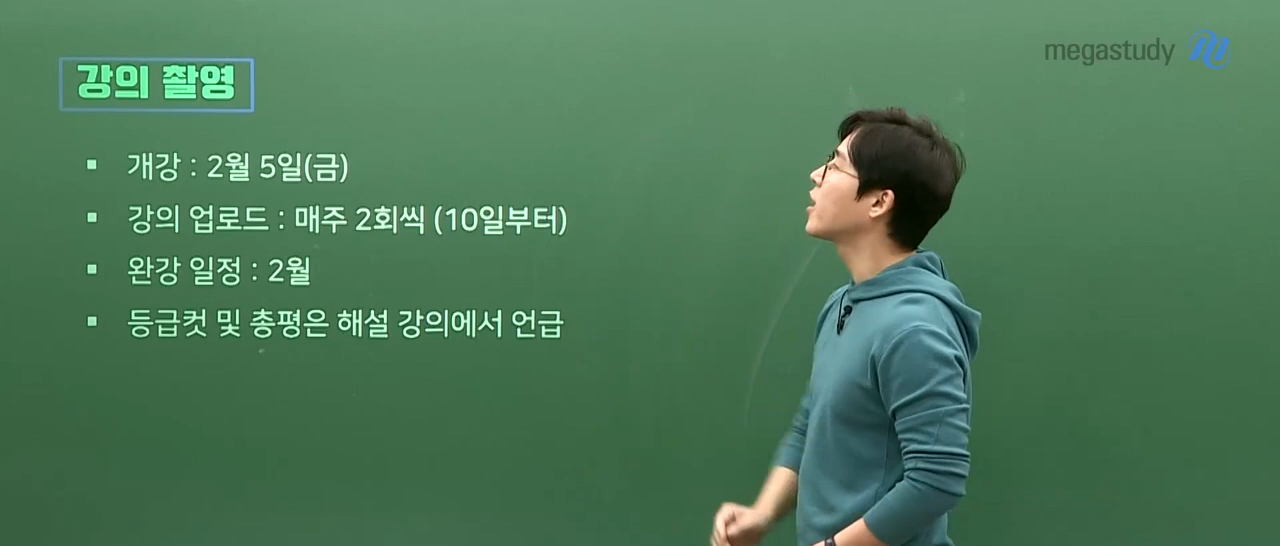 megastudy
강의 촬영
▪ 개강 : 2월 5일(금)
▪ 강의 업로드 : 매주 2회씩 (10일부터)
▪ 완강 일정 : 2월
▪ 등급컷 및 총평은 해설 강의에서 언급